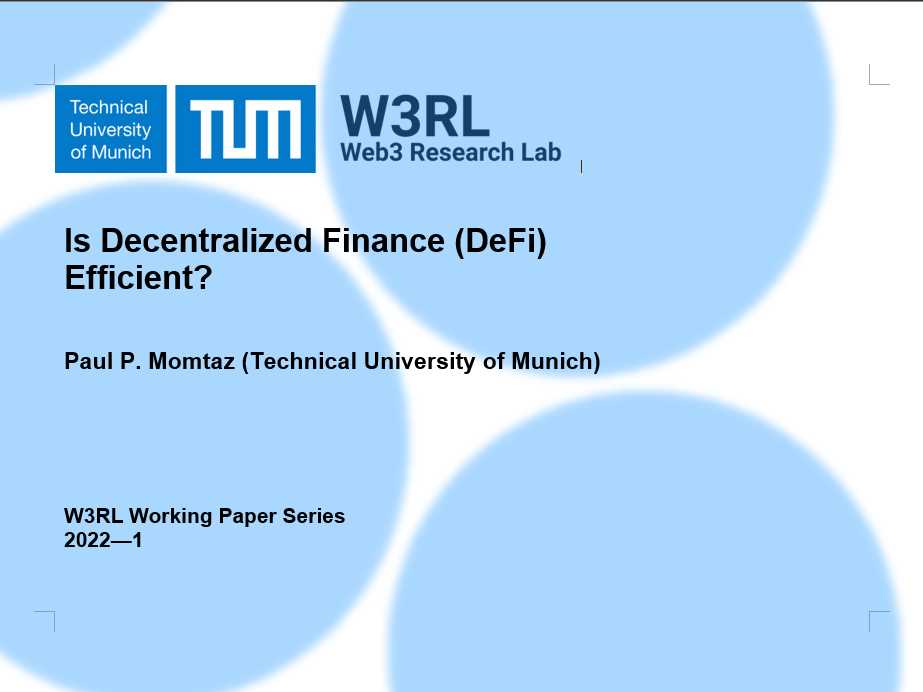 Technical
University
of Munich
TUM
W3RL
Web3 Research Lab
Is Decentralized Finance (DeFi)
Efficient?
Paul P. Momtaz (Technical University of Munich)
W3RL Working Paper Series
2022—1